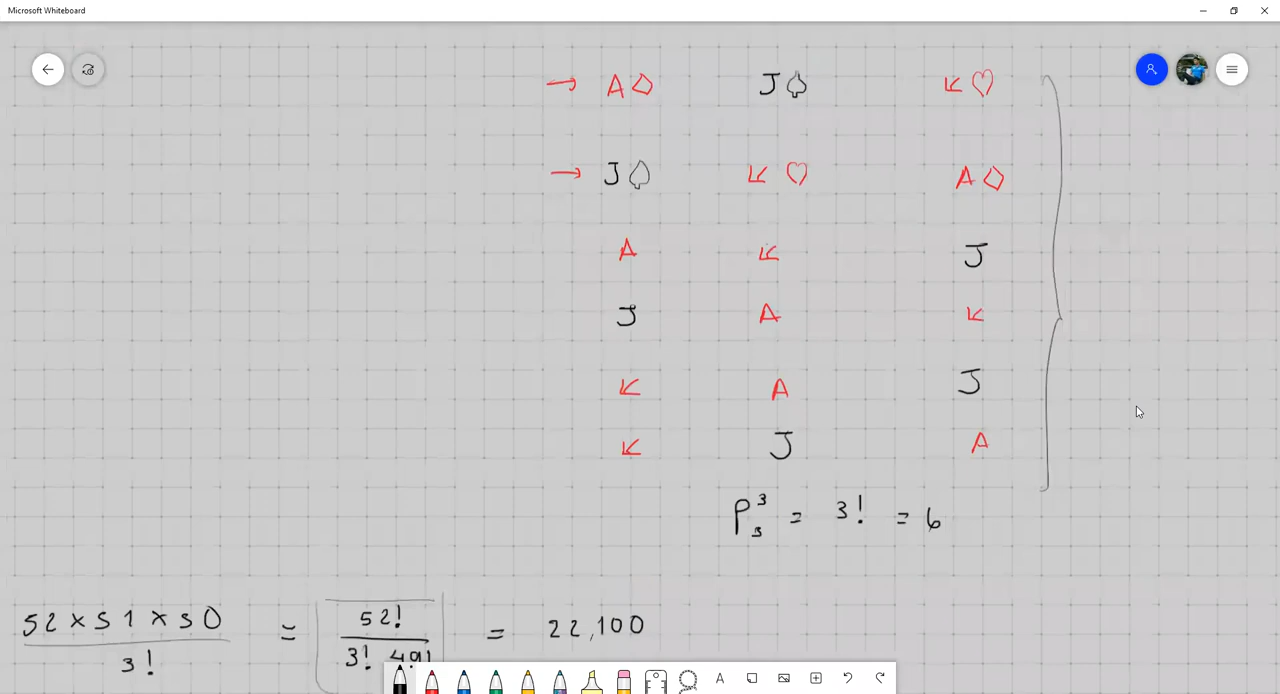 Microsoft Whiteboard
→ A♢ J♤ K♡
→ J♤ K♡ A♢
A K J
J A K
K A J
K J A
P³₃ = 3! = 6
52 x 51 x 50 / 3! = 52! / 3! 49! = 22,100
A